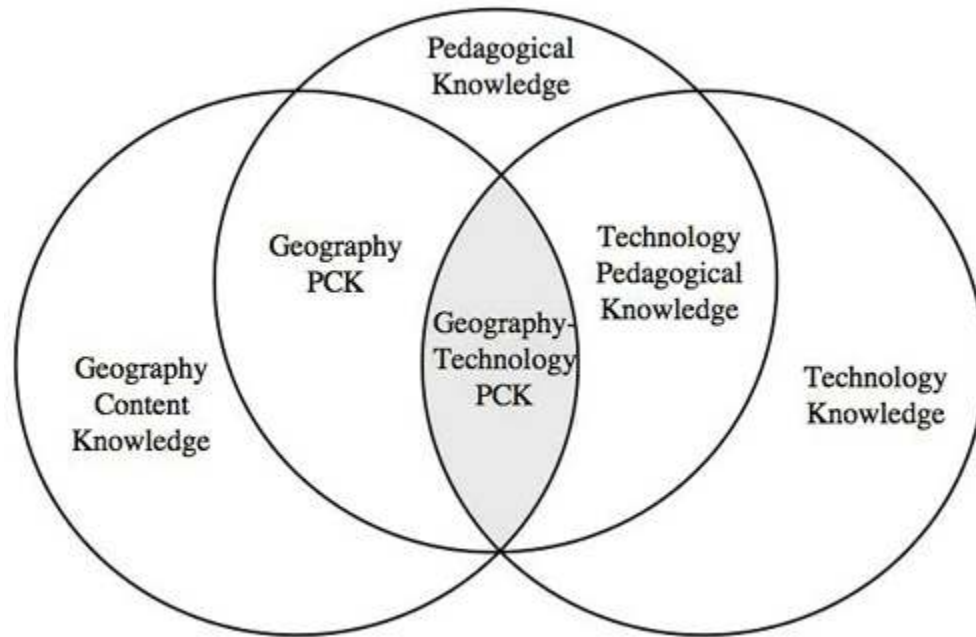 Pedagogical
Knowledge
Geography
PCK
Technology
Pedagogical
Knowledge
Geography-
Technology
PCK
Geography
Content
Knowledge
Technology
Knowledge